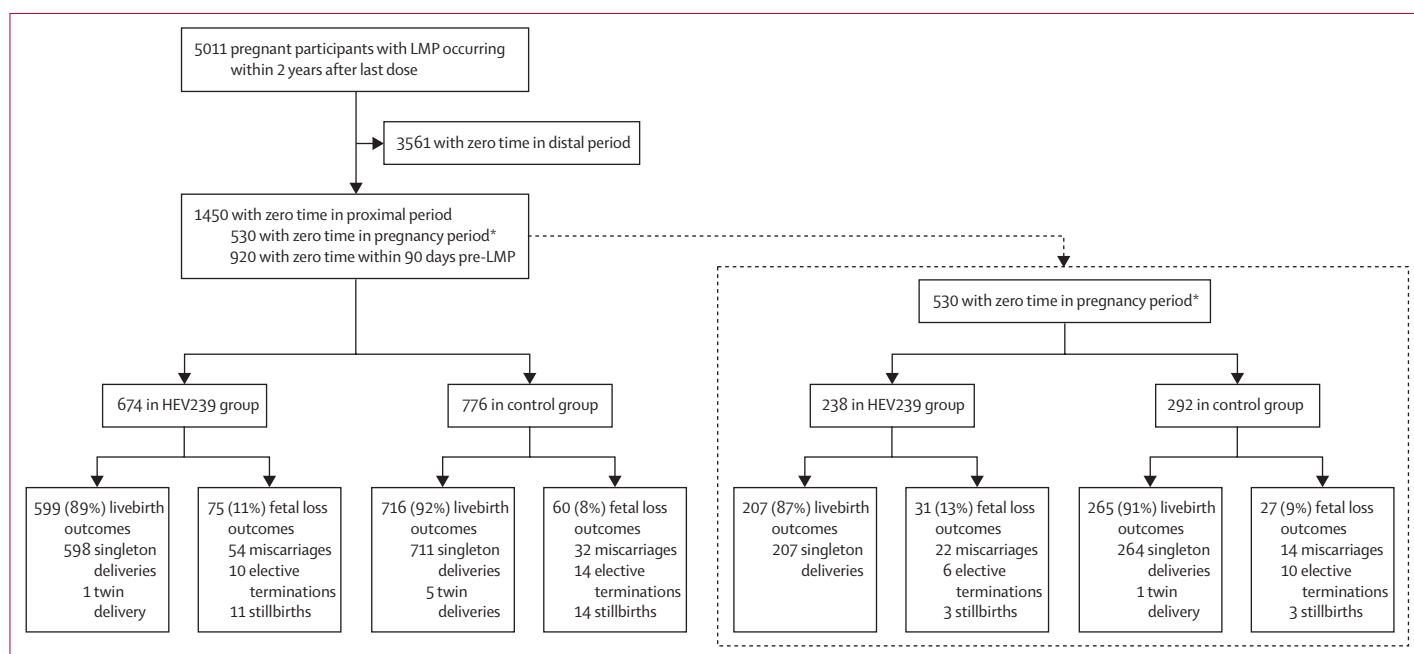 5011 pregnant participants with LMP occurring
within 2 years after last dose
3561 with zero time in distal period
1450 with zero time in proximal period
530 with zero time in pregnancy period*
920 with zero time within 90 days pre-LMP
530 with zero time in pregnancy period*
674 in HEV239 group
776 in control group
238 in HEV239 group
292 in control group
599 (89%) livebirth
outcomes
598 singleton
deliveries
1 twin
delivery
75 (11%) fetal loss
outcomes
54 miscarriages
10 elective
terminations
11 stillbirths
716 (92%) livebirth
outcomes
711 singleton
deliveries
5 twin
deliveries
60 (8%) fetal loss
outcomes
32 miscarriages
14 elective
terminations
14 stillbirths
207 (87%) livebirth
outcomes
207 singleton
deliveries
31 (13%) fetal loss
outcomes
22 miscarriages
6 elective
terminations
3 stillbirths
265 (91%) livebirth
outcomes
264 singleton
deliveries
1 twin
delivery
27 (9%) fetal loss
outcomes
14 miscarriages
10 elective
terminations
3 stillbirths